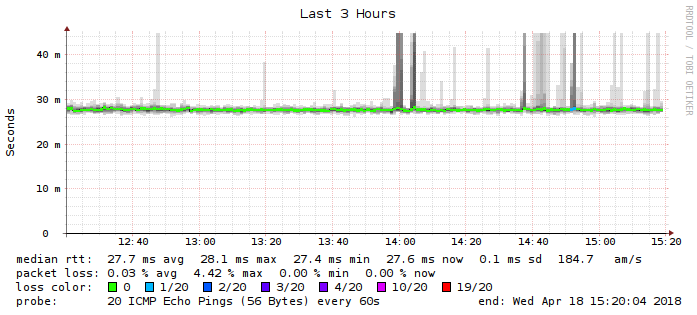 Last 3 Hours
RRDTOOL / TOBI OETIKER
Seconds
40 m
30 m
20 m
10 m
0
12:40 13:00 13:20 13:40 14:00 14:20 14:40 15:00 15:20
median rtt: 27.7 ms avg 28.1 ms max 27.4 ms min 27.6 ms now 0.1 ms sd 184.7 am/s
packet loss: 0.03 % avg 4.42 % max 0.00 % min 0.00 % now
loss color: 0 1/20 2/20 3/20 4/20 10/20 19/20
probe: 20 ICMP Echo Pings (56 Bytes) every 60s end: Wed Apr 18 15:20:04 2018